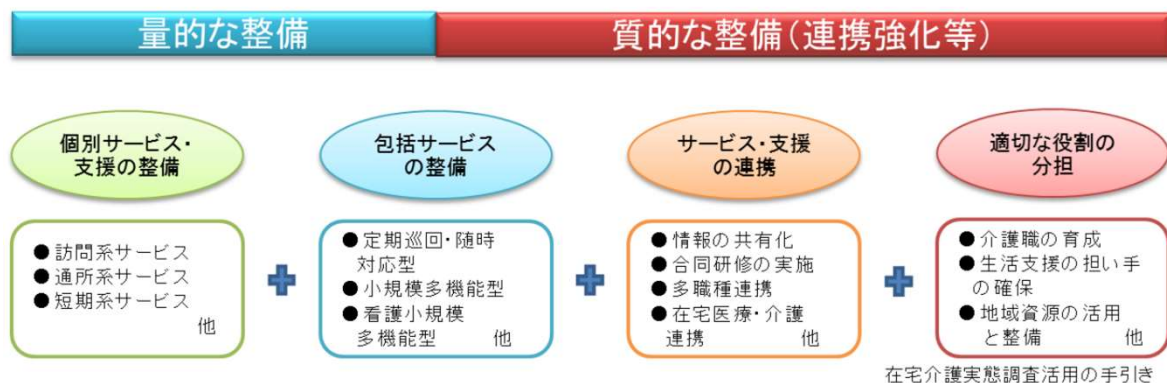 量的な整備
質的な整備(連携強化等)
個別サービス・
支援の整備
包括サービス
の整備
サービス・支援
の連携
適切な役割の
分担
●訪問系サービス
●通所系サービス
●短期系サービス
他
●定期巡回・随時
対応型
●小規模多機能型
●看護小規模
多機能型 他
●情報の共有化
●合同研修の実施
●多職種連携
●在宅医療・介護
連携 他
●介護職の育成
●生活支援の担い手
の確保
●地域資源の活用
と整備 他
在宅介護実態調査活用の手引き